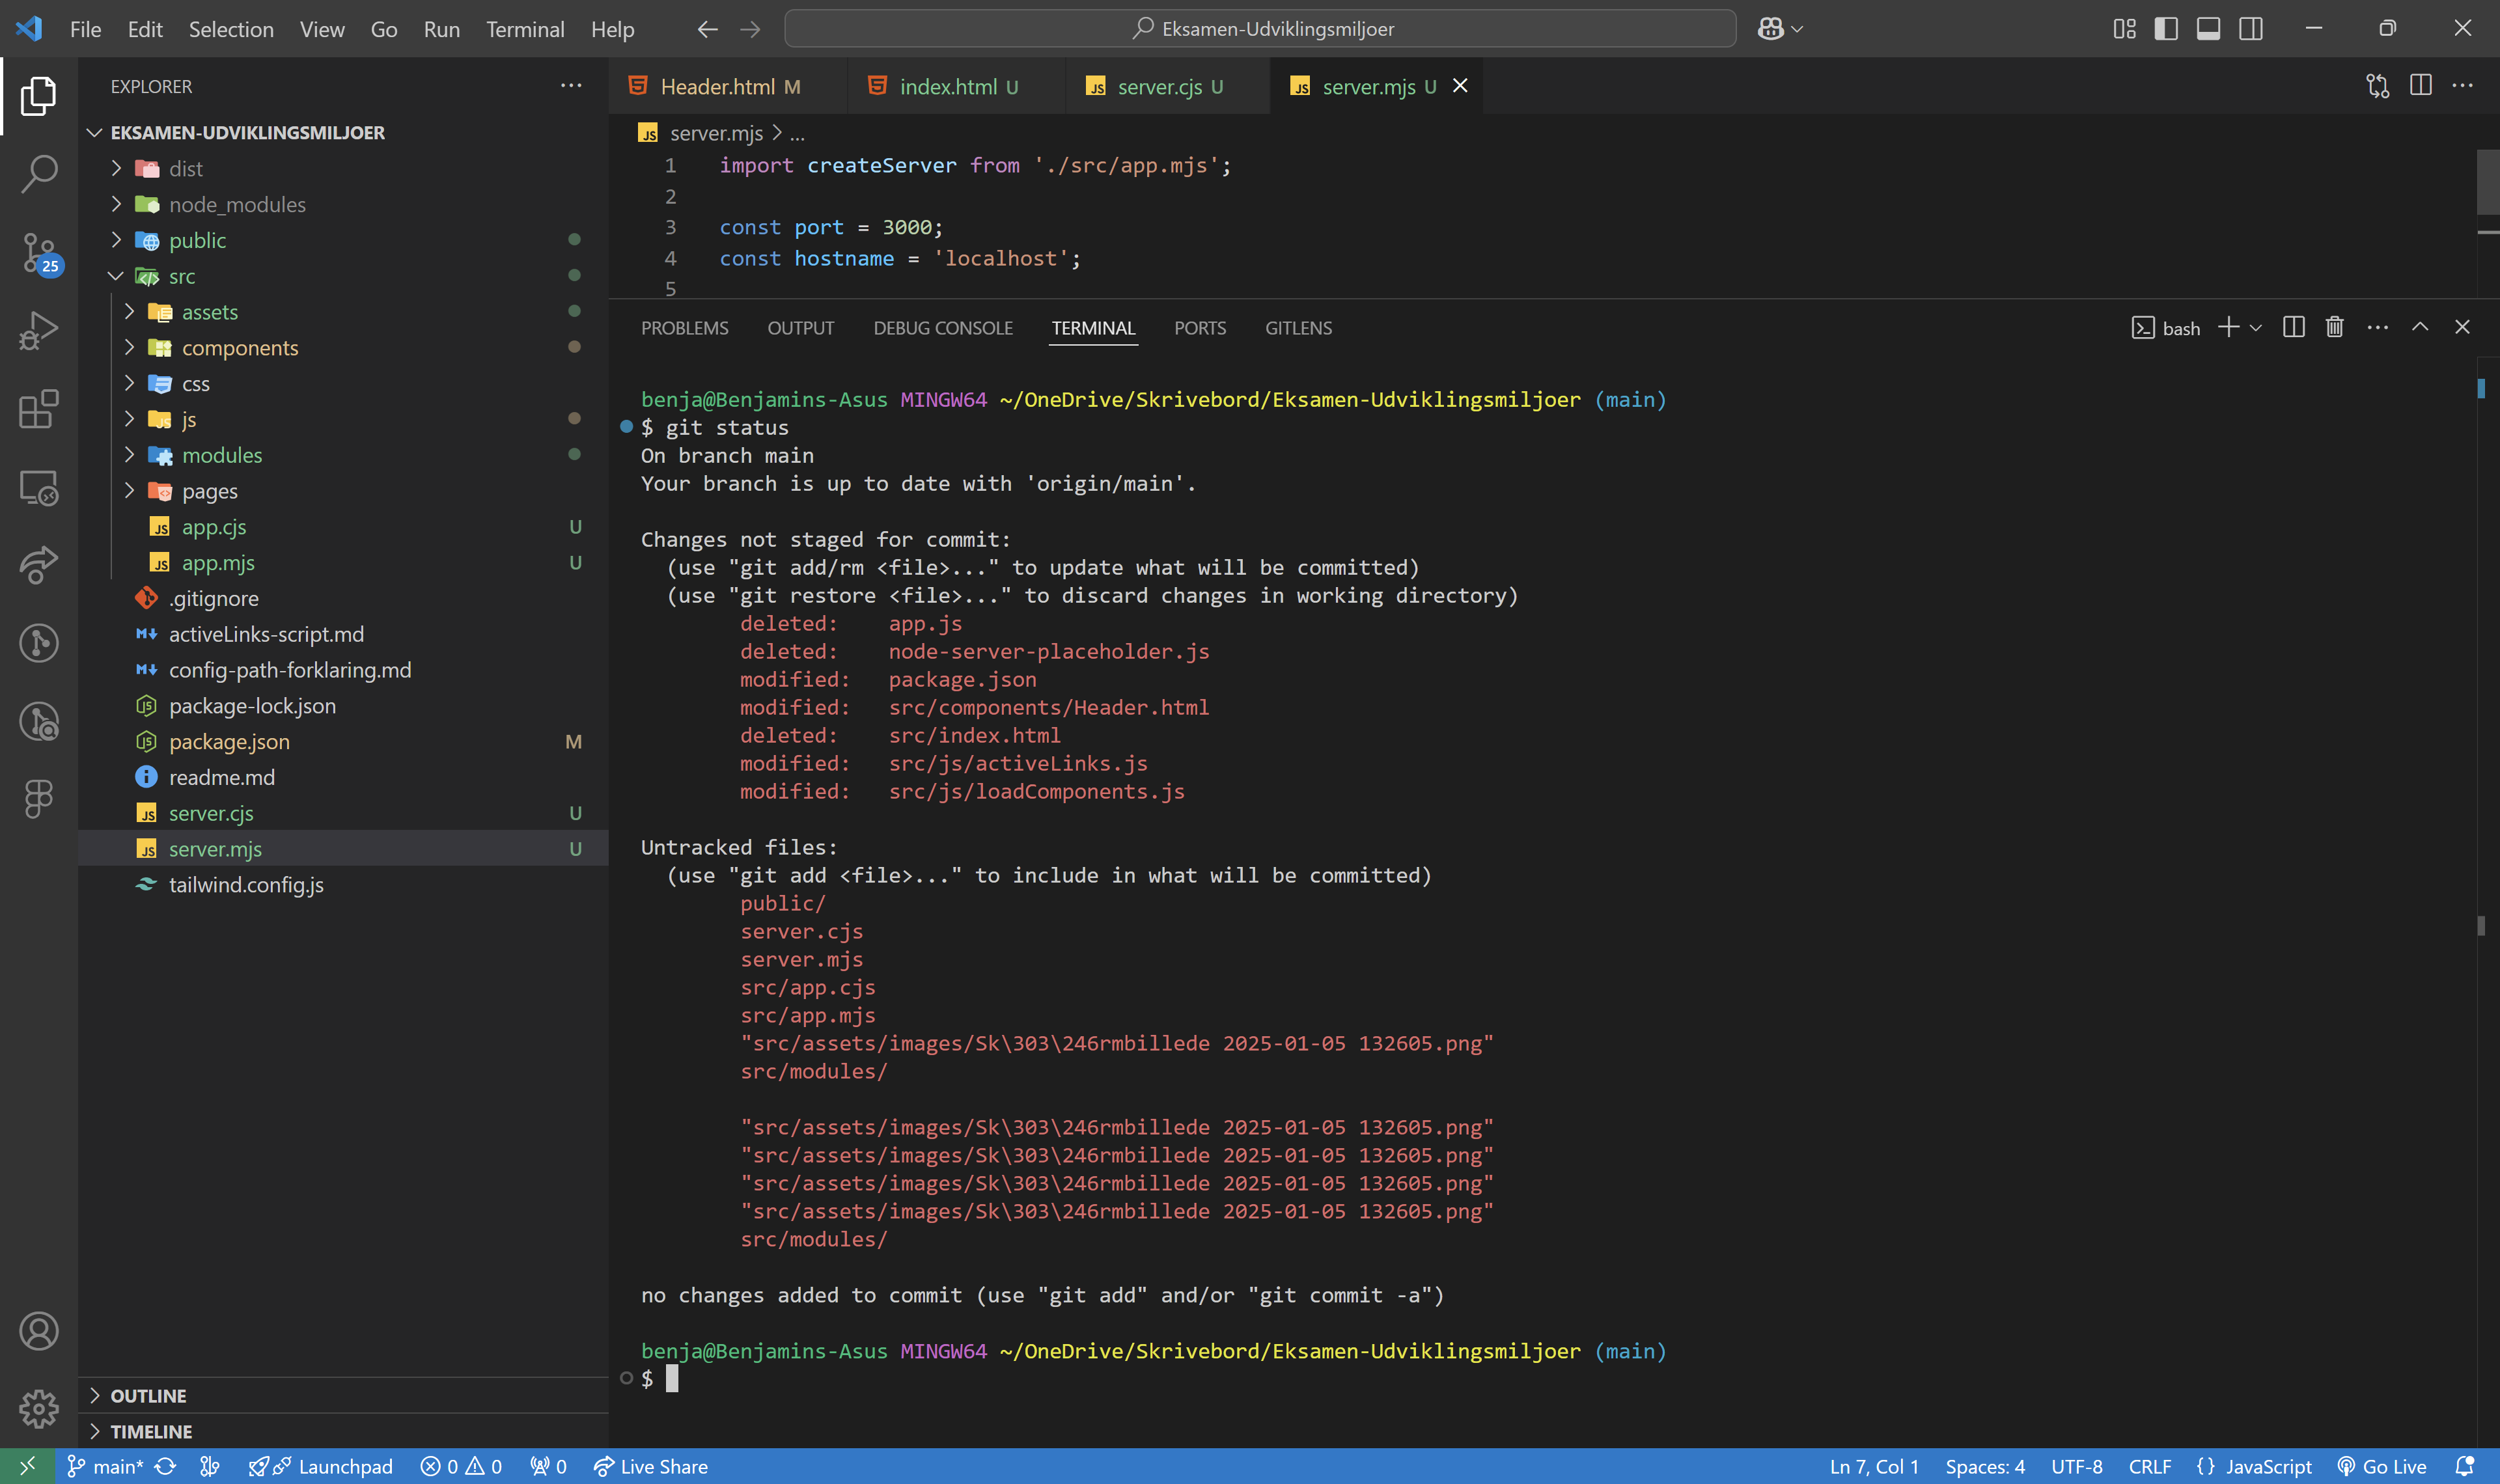 File Edit Selection View Go Run Terminal Help
Eksamen-Udviklingsmiljoer
EXPLORER
EKSAMEN-UDVIKLINGSMILJOER
dist
node_modules
public
src
assets
components
css
js
modules
pages
app.cjs U
app.mjs U
.gitignore
activeLinks-script.md
config-path-forklaring.md
package-lock.json
package.json M
readme.md
server.cjs U
server.mjs U
tailwind.config.js
OUTLINE
TIMELINE
25
Header.html M
index.html U
server.cjs U
server.mjs U
server.mjs > ...
1 import createServer from './src/app.mjs';
2
3 const port = 3000;
4 const hostname = 'localhost';
5
PROBLEMS OUTPUT DEBUG CONSOLE TERMINAL PORTS GITLENS
bash
benja@Benjamins-Asus MINGW64 ~/OneDrive/Skrivebord/Eksamen-Udviklingsmiljoer (main)
$ git status
On branch main
Your branch is up to date with 'origin/main'.
Changes not staged for commit:
(use "git add/rm <file>..." to update what will be committed)
(use "git restore <file>..." to discard changes in working directory)
deleted: app.js
deleted: node-server-placeholder.js
modified: package.json
modified: src/components/Header.html
deleted: src/index.html
modified: src/js/activeLinks.js
modified: src/js/loadComponents.js
Untracked files:
(use "git add <file>..." to include in what will be committed)
public/
server.cjs
server.mjs
src/app.cjs
src/app.mjs
"src/assets/images/Sk\303\246rmbillede 2025-01-05 132605.png"
src/modules/
"src/assets/images/Sk\303\246rmbillede 2025-01-05 132605.png"
"src/assets/images/Sk\303\246rmbillede 2025-01-05 132605.png"
"src/assets/images/Sk\303\246rmbillede 2025-01-05 132605.png"
"src/assets/images/Sk\303\246rmbillede 2025-01-05 132605.png"
src/modules/
no changes added to commit (use "git add" and/or "git commit -a")
benja@Benjamins-Asus MINGW64 ~/OneDrive/Skrivebord/Eksamen-Udviklingsmiljoer (main)
$
main* Launchpad 0 0 0 Live Share
Ln 7, Col 1 Spaces: 4 UTF-8 CRLF {} JavaScript Go Live